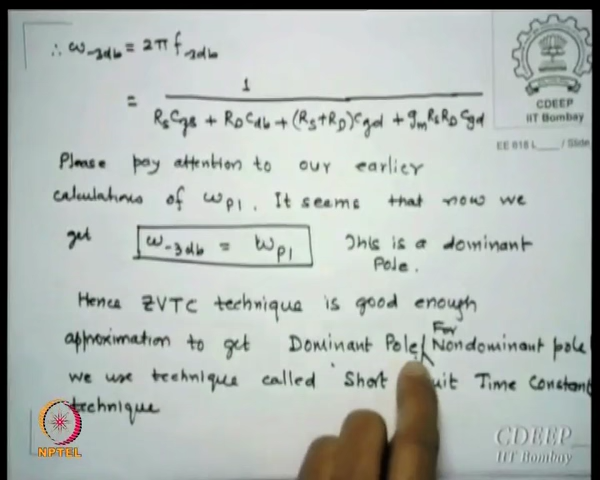 ∴ ω-3db = 2π f-3db
= 1 / RsCgs + RDCdb + (Rs+RD)Cgd + gmRsRDCgd
Please pay attention to our earlier
calculations of ωp1. It seems that now we
get ω-3db = ωp1 This is a dominant
Pole.
Hence ZVTC technique is good enough
approximation to get Dominant Pole/ For Nondominant pole
we use technique called 'Short uit Time Constant
technique
CDEEP
IIT Bombay
EE 618 L / Slide
NPTEL
CDEEP
IIT Bombay